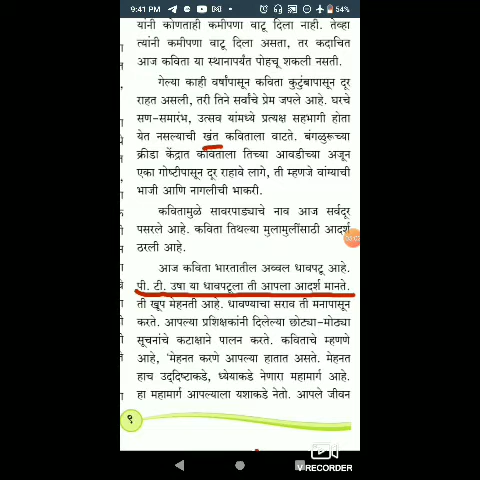 9:41 PM
54%
यांनी कोणताही कमीपणा वाटू दिला नाही. तेव्हा
त्यांनी कमीपणा वाटू दिला असता, तर कदाचित
आज कविता या स्थानापर्यंत पोहचू शकली नसती.
गेल्या काही वर्षांपासून कविता कुटुंबापासून दूर
राहत असली, तरी तिने सर्वांचे प्रेम जपले आहे. घरचे
सण-समारंभ, उत्सव यांमध्ये प्रत्यक्ष सहभागी होता
येत नसल्याची खंत कविताला वाटते. बंगळुरूच्या
क्रीडा केंद्रात कविताला तिच्या आवडीच्या अजून
एका गोष्टीपासून दूर राहावे लागे, ती म्हणजे वांग्याची
भाजी आणि नागलीची भाकरी.
कवितामुळे सावरपाड्याचे नाव आज सर्वदूर
पसरले आहे. कविता तिथल्या मुलामुलींसाठी आदर्श
ठरली आहे.
आज कविता भारतातील अव्वल धावपटू आहे.
पी. टी. उषा या धावपटूला ती आपला आदर्श मानते.
ती खूप मेहनती आहे. धावण्याचा सराव ती मनापासून
करते. आपल्या प्रशिक्षकांनी दिलेल्या छोट्या-मोठ्या
सूचनांचे कटाक्षाने पालन करते. कविताचे म्हणणे
आहे, 'मेहनत करणे आपल्या हातात असते. मेहनत
हाच उद्दिष्टाकडे, ध्येयाकडे नेणारा महामार्ग आहे.
हा महामार्ग आपल्याला यशाकडे नेतो. आपले जीवन
९
V RECORDER